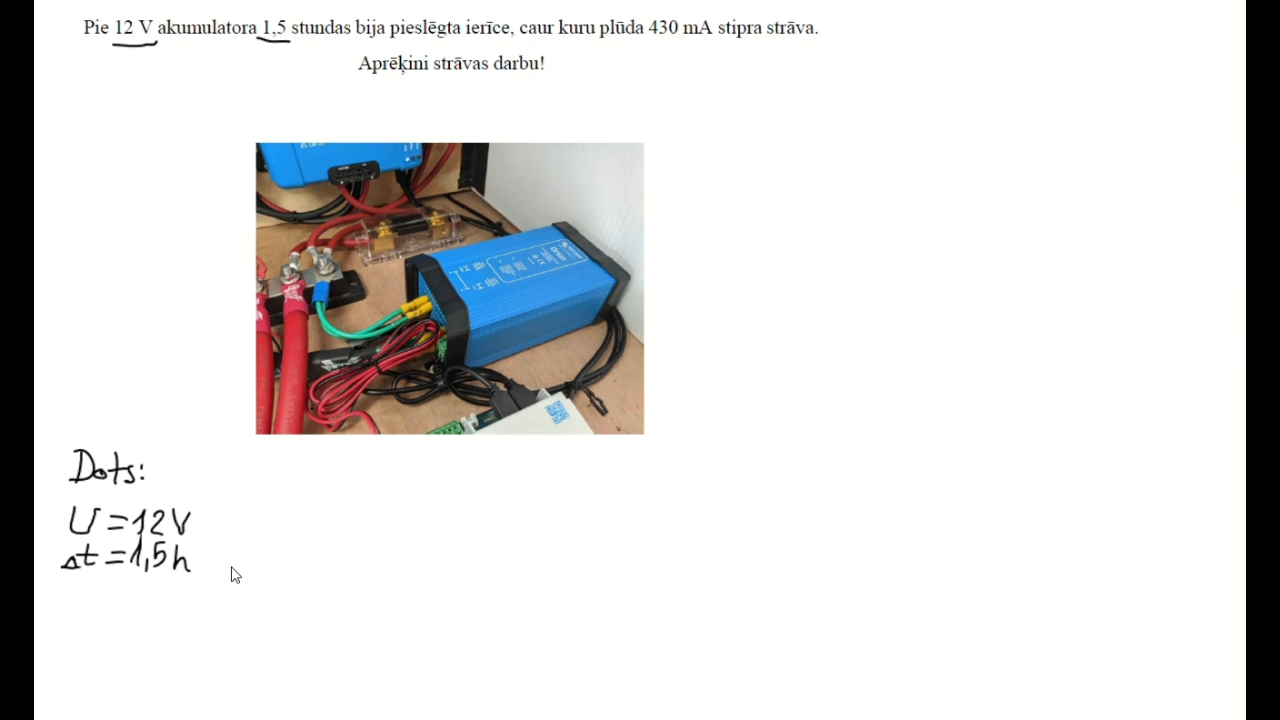 Pie 12 V akumulatora 1,5 stundas bija pieslēgta ierīce, caur kuru plūda 430 mA stipra strāva.
Aprēķini strāvas darbu!
Orion
Dots:
U = 12 V
Δt = 1,5 h